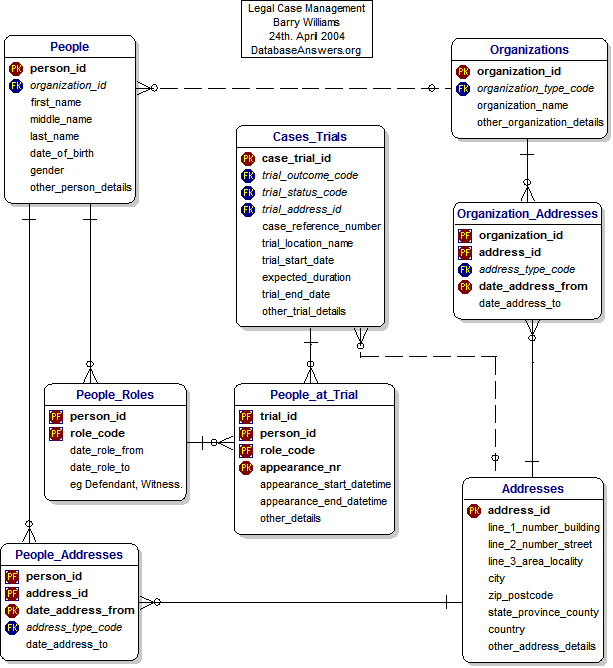 Legal Case Management
Barry Williams
24th. April 2004
DatabaseAnswers.org
People
PK person_id
FK organization_id
first_name
middle_name
last_name
date_of_birth
gender
other_person_details
Organizations
PK organization_id
FK organization_type_code
organization_name
other_organization_details
Cases_Trials
PK case_trial_id
FK trial_outcome_code
FK trial_status_code
FK trial_address_id
case_reference_number
trial_location_name
trial_start_date
expected_duration
trial_end_date
other_trial_details
Organization_Addresses
PF organization_id
PF address_id
FK address_type_code
PK date_address_from
date_address_to
People_Roles
PF person_id
PF role_code
date_role_from
date_role_to
eg Defendant, Witness.
People_at_Trial
PF trial_id
PF person_id
PF role_code
PK appearance_nr
appearance_start_datetime
appearance_end_datetime
other_details
Addresses
PK address_id
line_1_number_building
line_2_number_street
line_3_area_locality
city
zip_postcode
state_province_county
country
other_address_details
People_Addresses
PF person_id
PF address_id
PK date_address_from
FK address_type_code
date_address_to